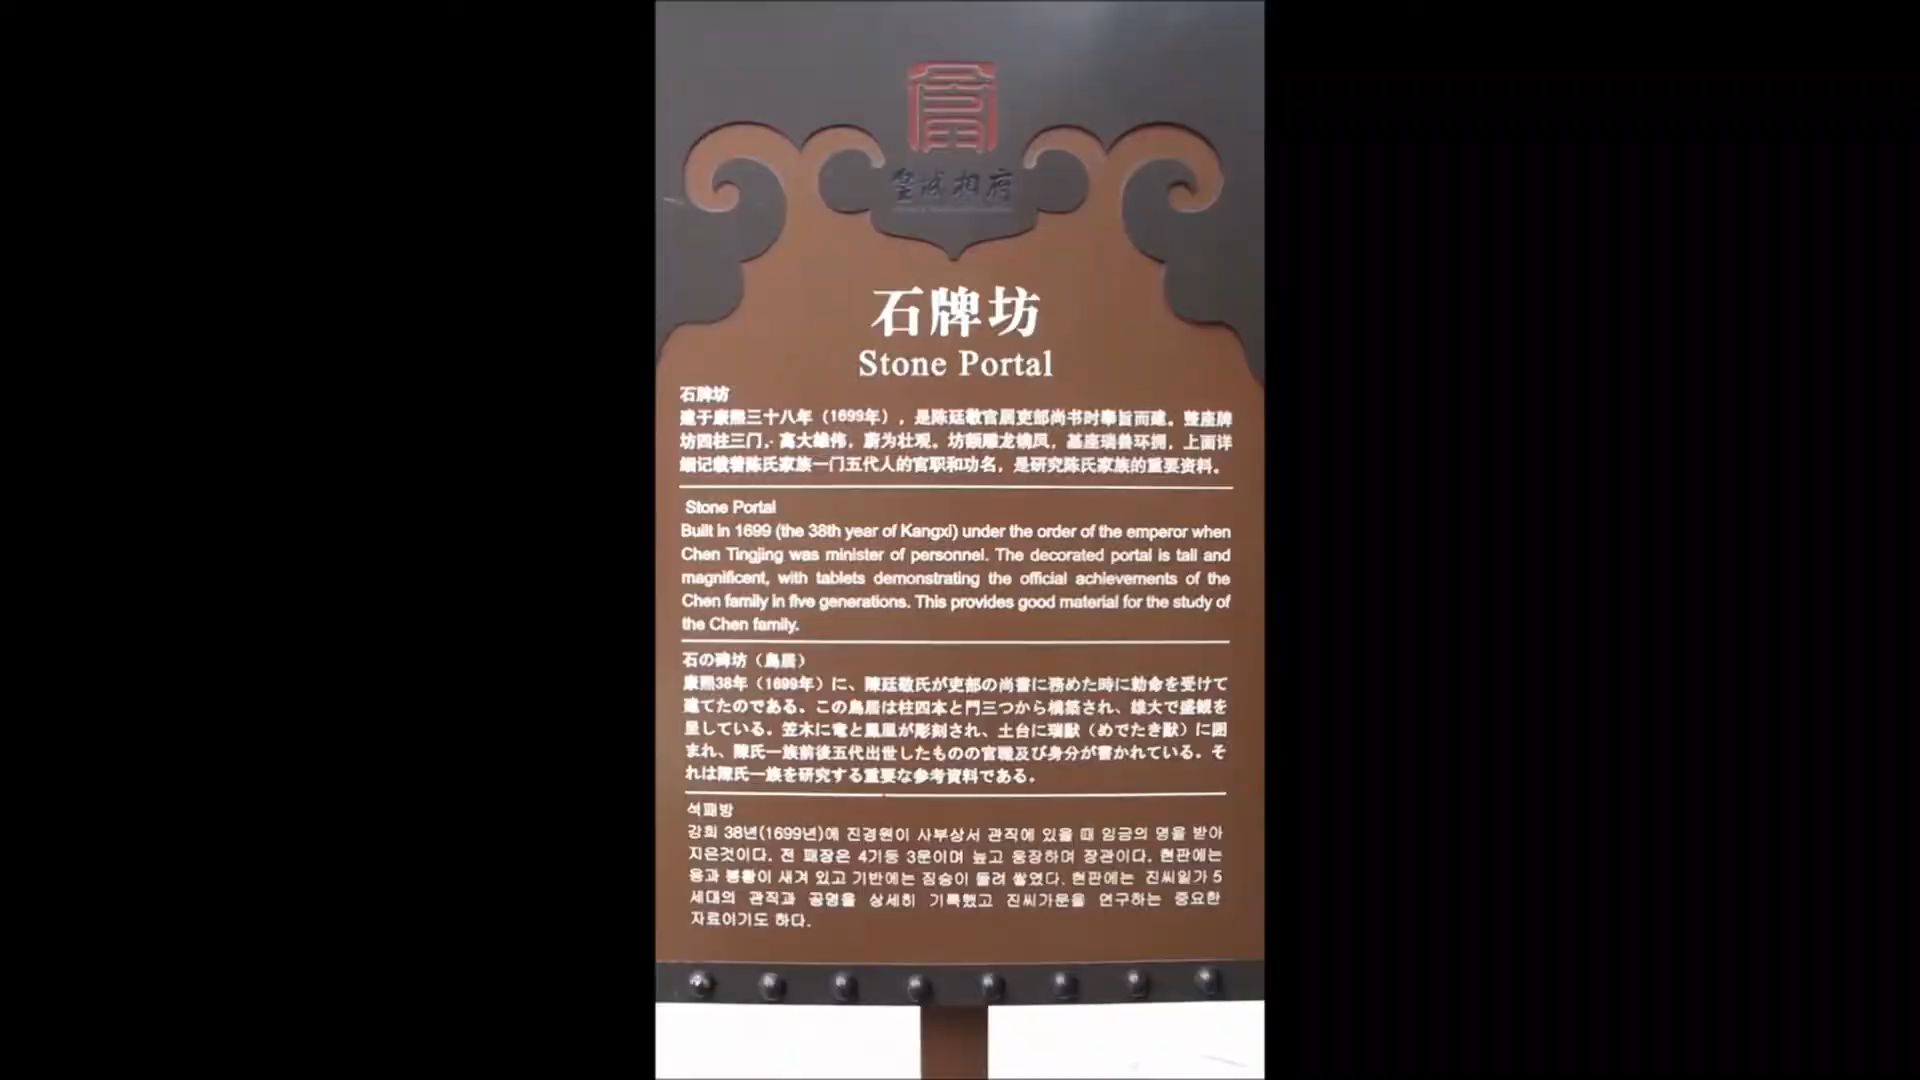 皇城相府
石牌坊
Stone Portal
石牌坊
建于康熙三十八年（1699年），是陈廷敬官居吏部尚书时奉旨而建。整座牌
坊四柱三门，高大雄伟，蔚为壮观。坊额雕龙镌凤，基座瑞兽环拥，上面详
细记载着陈氏家族一门五代人的官职和功名，是研究陈氏家族的重要资料。
Stone Portal
Built in 1699 (the 38th year of Kangxi) under the order of the emperor when
Chen Tingjing was minister of personnel. The decorated portal is tall and
magnificent, with tablets demonstrating the official achievements of the
Chen family in five generations. This provides good material for the study of
the Chen family.
石の碑坊（鳥居）
康熙38年（1699年）に、陳廷敬氏が吏部の尚書に務めた時に勅命を受けて
建てたのである。この鳥居は柱四本と門三つから構築され、雄大で盛観を
呈している。笠木に竜と鳳凰が彫刻され、土台に瑞獣（めでたき獣）に囲
まれ、陳氏一族前後五代出世したものの官職及び身分が書かれている。そ
れは陳氏一族を研究する重要な参考資料である。
석패방
강희 38년(1699년)에 진경원이 사부상서 관직에 있을 때 임금의 명을 받아
지은것이다. 전 패장은 4기둥 3문이며 높고 웅장하며 장관이다. 현판에는
용과 봉황이 새겨 있고 기반에는 짐승이 둘려 쌓였다. 현판에는 진씨일가 5
세대의 관직과 공명을 상세히 기록했고 진씨가문을 연구하는 중요한
자료이기도 하다.